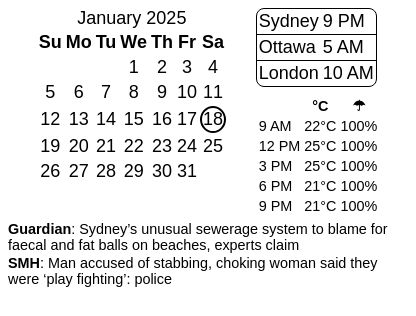 January 2025
Su Mo Tu We Th Fr Sa
1 2 3 4
5 6 7 8 9 10 11
12 13 14 15 16 17 18
19 20 21 22 23 24 25
26 27 28 29 30 31
Sydney 9 PM
Ottawa 5 AM
London 10 AM
°C ☂
9 AM 22°C 100%
12 PM 25°C 100%
3 PM 25°C 100%
6 PM 21°C 100%
9 PM 21°C 100%
Guardian: Sydney’s unusual sewerage system to blame for
faecal and fat balls on beaches, experts claim
SMH: Man accused of stabbing, choking woman said they
were ‘play fighting’: police